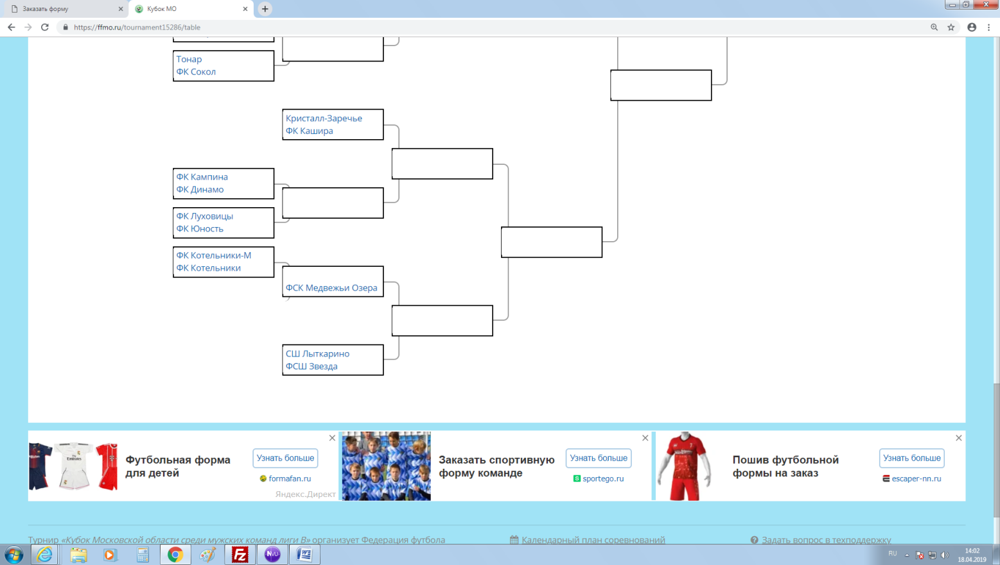 Заказать форму
Кубок МО
https://ffmo.ru/tournament15286/table
Тонар
ФК Сокол
Кристалл-Заречье
ФК Кашира
ФК Кампина
ФК Динамо
ФК Луховицы
ФК Юность
ФК Котельники-М
ФК Котельники
ФСК Медвежьи Озера
СШ Лыткарино
ФСШ Звезда
Футбольная форма
для детей
Узнать больше
formafan.ru
Яндекс.Директ
Заказать спортивную
форму команде
Узнать больше
sportego.ru
Пошив футбольной
формы на заказ
Узнать больше
escaper-nn.ru
Турнир «Кубок Московской области среди мужских команд лиги В» организует Федерация футбола
Календарный план соревнований
Задать вопрос в техподдержку
RU
14:02
18.04.2019